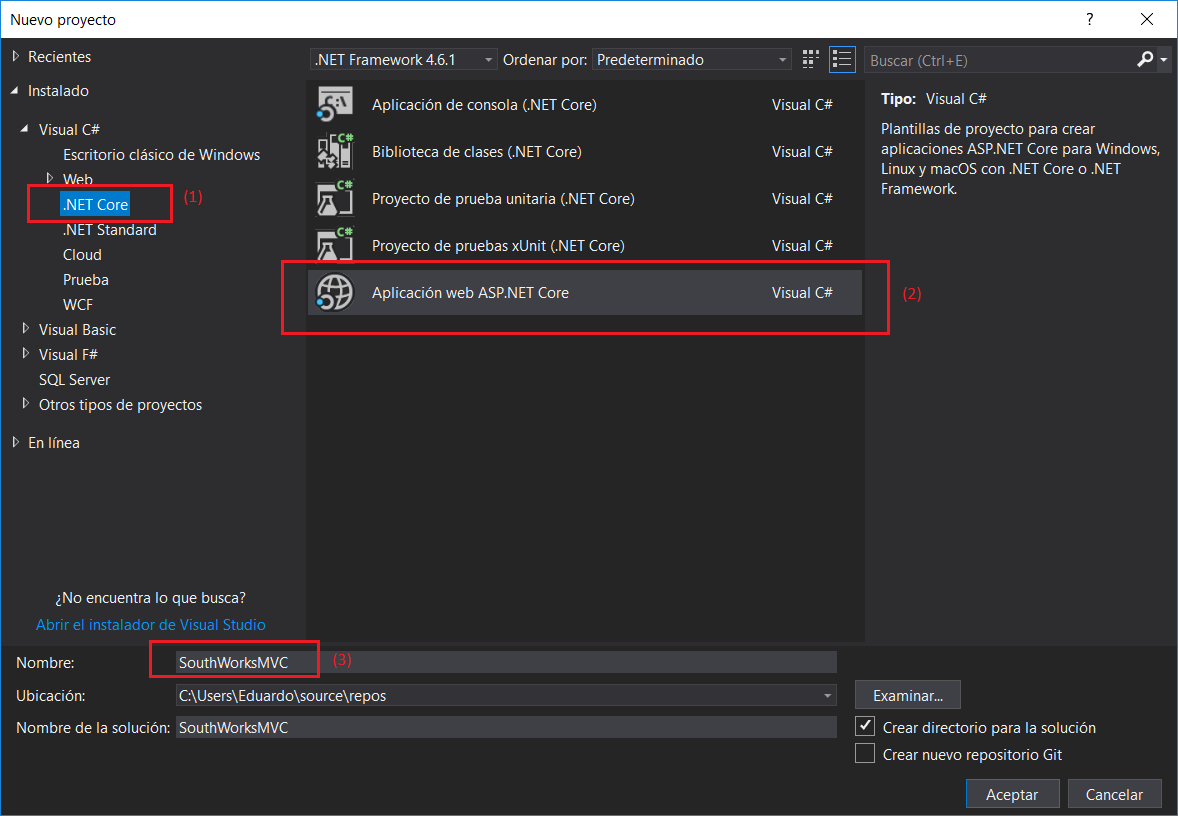 Nuevo proyecto
?
Recientes
Instalado
Visual C#
Escritorio clásico de Windows
Web
.NET Core
(1)
.NET Standard
Cloud
Prueba
WCF
Visual Basic
Visual F#
SQL Server
Otros tipos de proyectos
En línea
¿No encuentra lo que busca?
Abrir el instalador de Visual Studio
.NET Framework 4.6.1
Ordenar por: Predeterminado
Buscar (Ctrl+E)
Aplicación de consola (.NET Core) Visual C#
Biblioteca de clases (.NET Core) Visual C#
Proyecto de prueba unitaria (.NET Core) Visual C#
Proyecto de pruebas xUnit (.NET Core) Visual C#
Aplicación web ASP.NET Core Visual C#
(2)
Tipo: Visual C#
Plantillas de proyecto para crear
aplicaciones ASP.NET Core para Windows,
Linux y macOS con .NET Core o .NET
Framework.
Nombre: SouthWorksMVC
(3)
Ubicación: C:\Users\Eduardo\source\repos
Examinar...
Nombre de la solución: SouthWorksMVC
Crear directorio para la solución
Crear nuevo repositorio Git
Aceptar
Cancelar